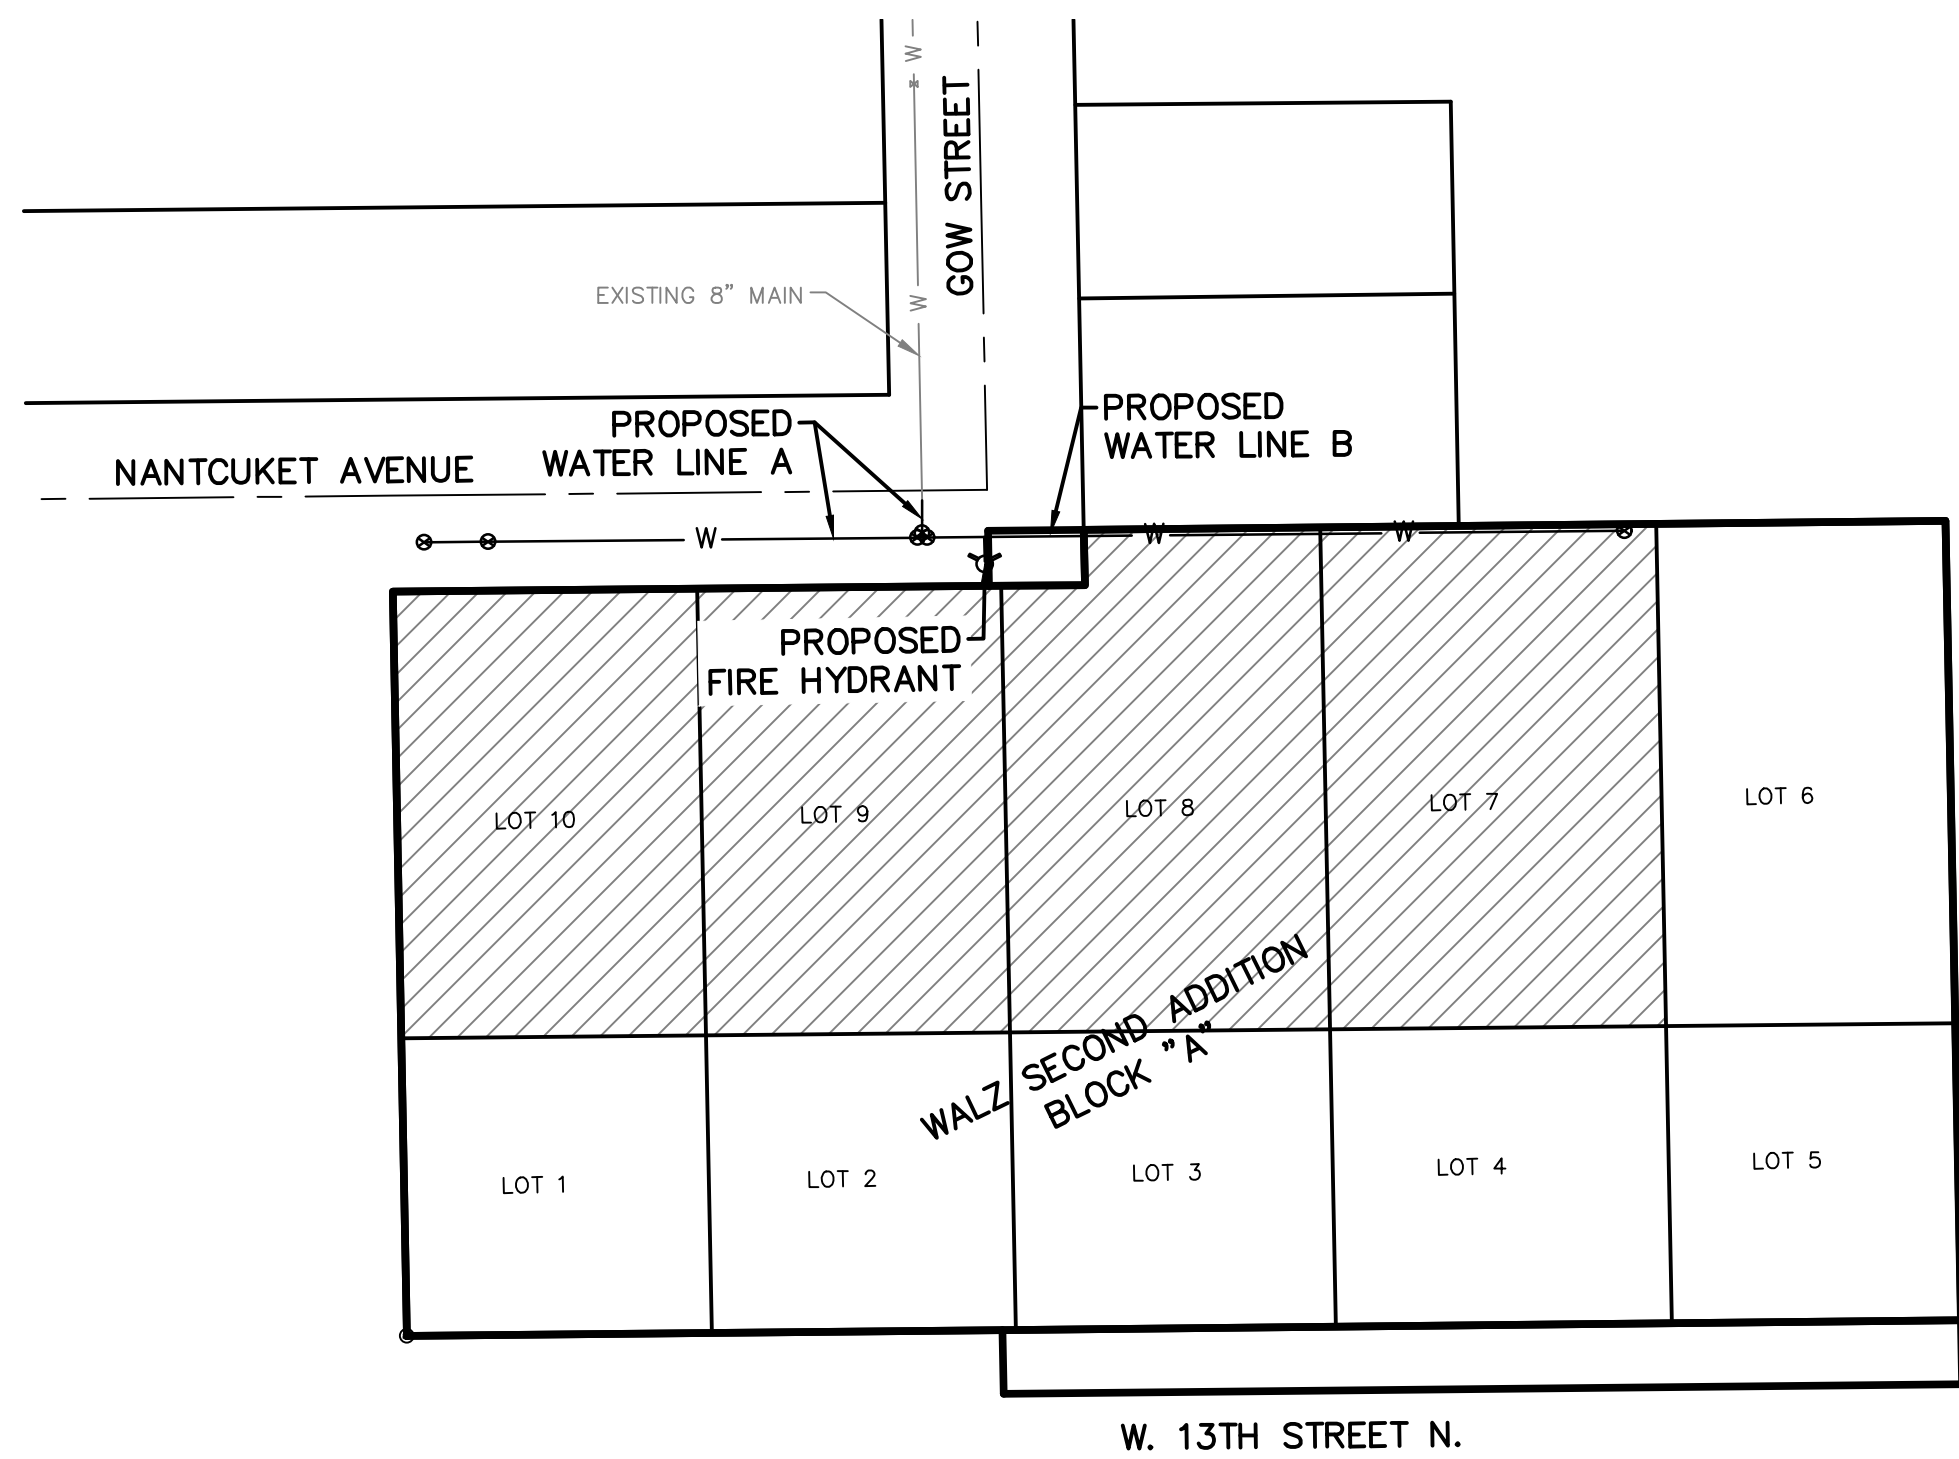 W
GOW STREET
EXISTING 8” MAIN
W
PROPOSED
WATER LINE A
PROPOSED
WATER LINE B
NANTCUKET AVENUE
W
W
W
PROPOSED
FIRE HYDRANT
LOT 10
LOT 9
LOT 8
LOT 7
LOT 6
WALZ SECOND ADDITION
BLOCK ”A”
LOT 1
LOT 2
LOT 3
LOT 4
LOT 5
W. 13TH STREET N.